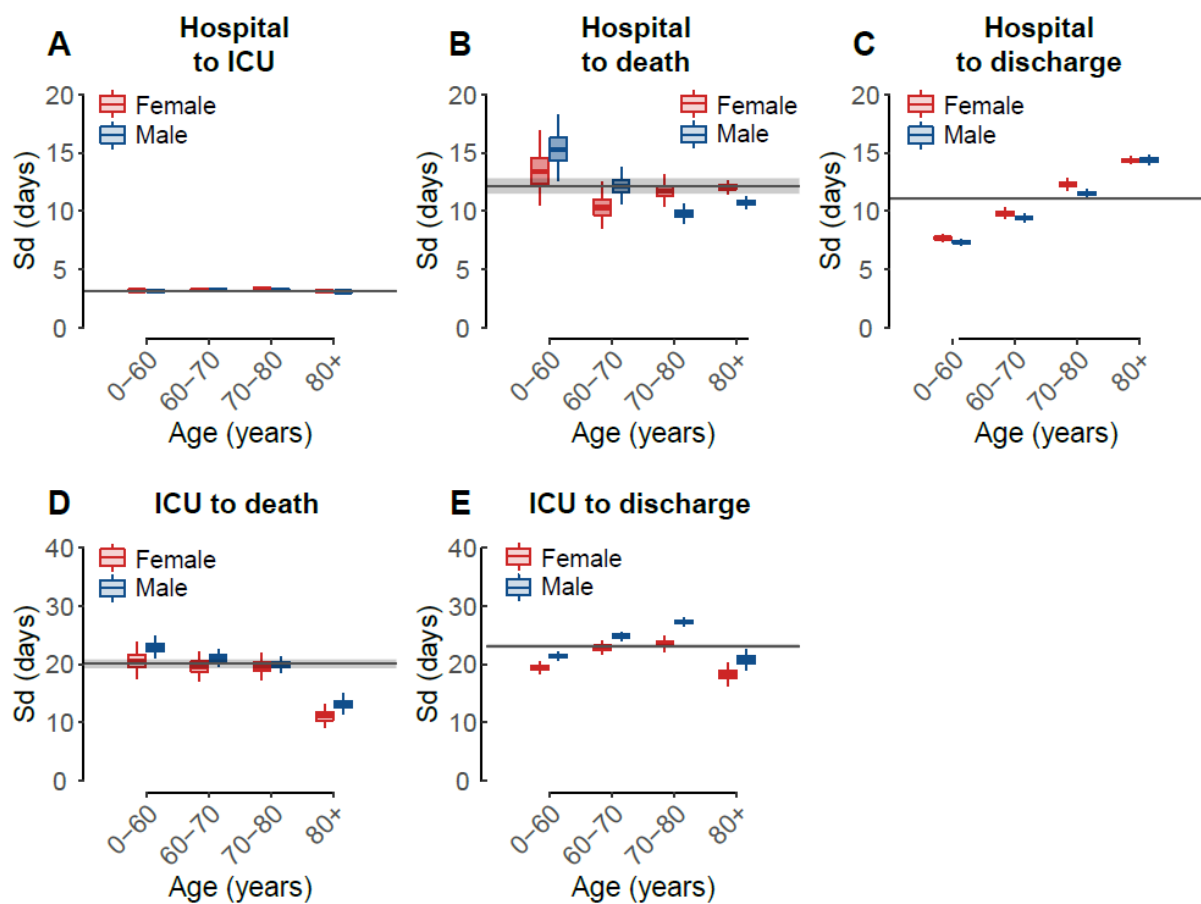 A
Hospital
to ICU
Sd (days)
20
15
10
5
0
Female
Male
0−60
60−70
70−80
80+
Age (years)
B
Hospital
to death
Sd (days)
20
15
10
5
0
Female
Male
0−60
60−70
70−80
80+
Age (years)
C
Hospital
to discharge
Sd (days)
20
15
10
5
0
Female
Male
0−60
60−70
70−80
80+
Age (years)
D
ICU to death
Sd (days)
40
30
20
10
0
Female
Male
0−60
60−70
70−80
80+
Age (years)
E
ICU to discharge
Sd (days)
40
30
20
10
0
Female
Male
0−60
60−70
70−80
80+
Age (years)